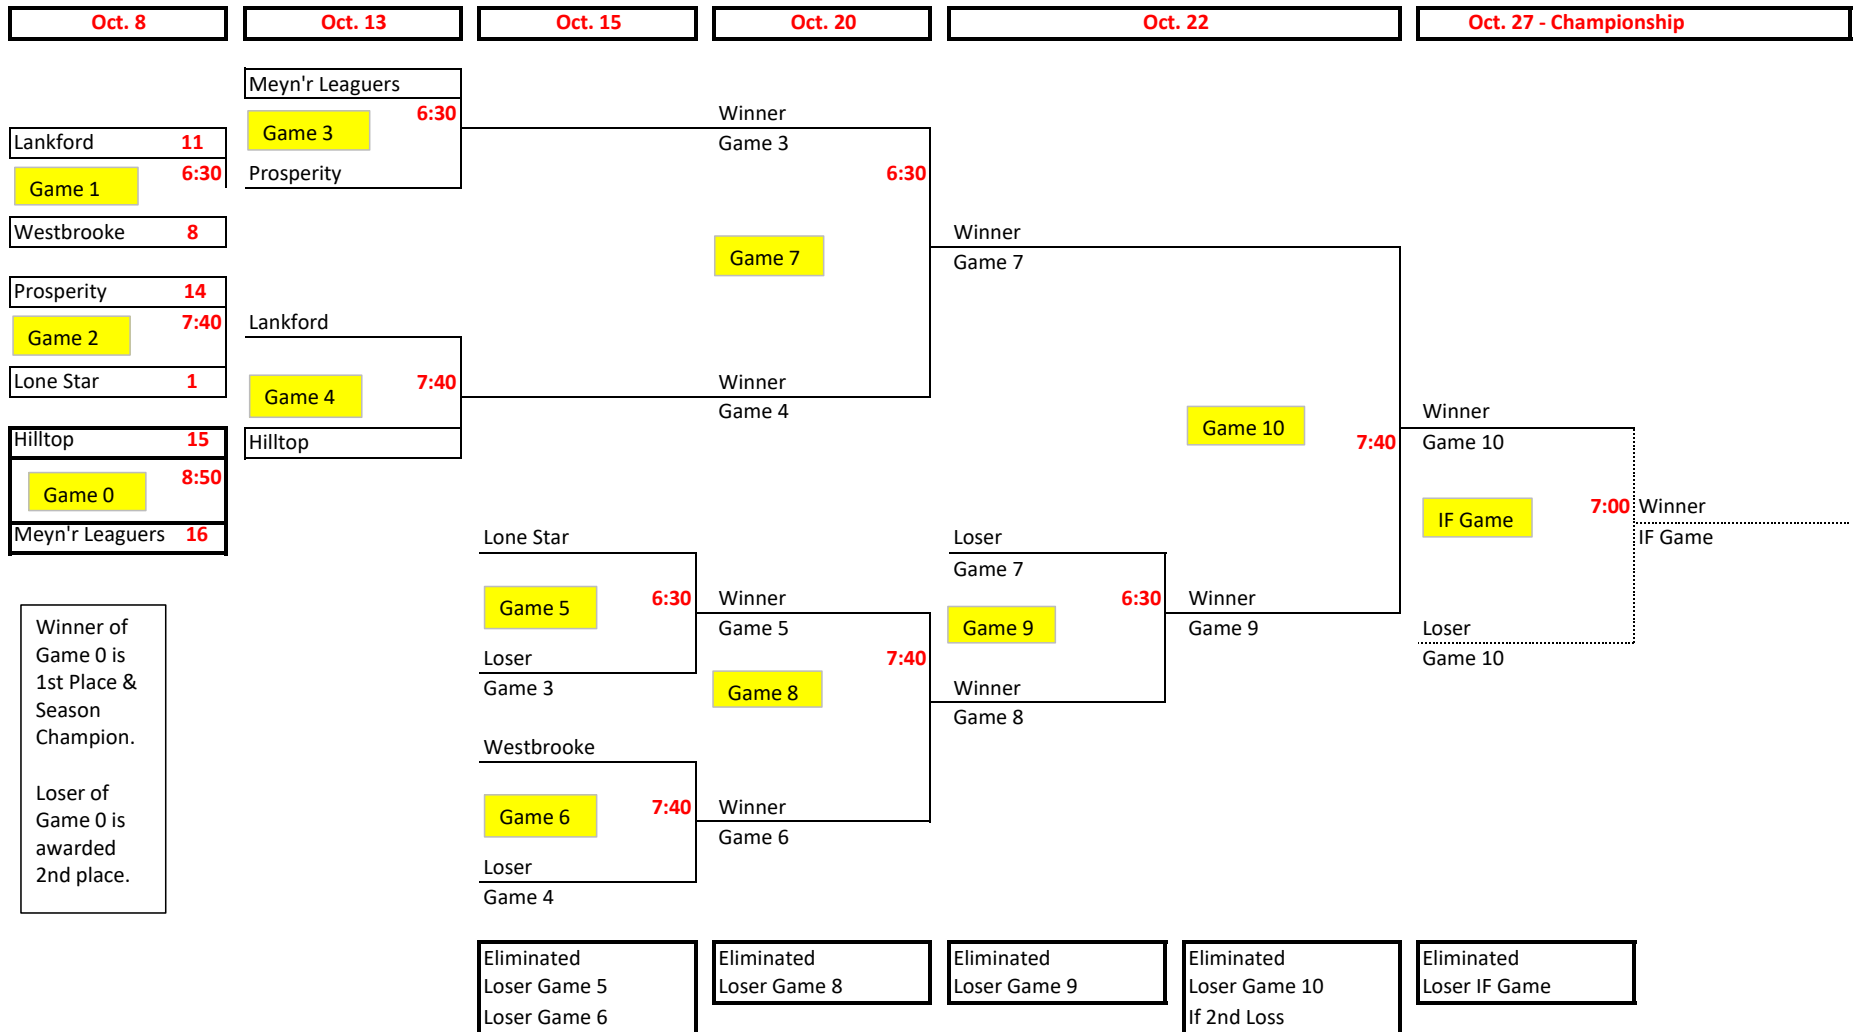 Oct. 8
Oct. 13
Oct. 15
Oct. 20
Oct. 22
Oct. 27 - Championship
Lankford 11
6:30
Game 1
Westbrooke 8
Prosperity 14
7:40
Game 2
Lone Star 1
Hilltop 15
8:50
Game 0
Meyn'r Leaguers 16
Winner of
Game 0 is
1st Place &
Season
Champion.
Loser of
Game 0 is
awarded
2nd place.
Meyn'r Leaguers
6:30
Game 3
Prosperity
Lankford
7:40
Game 4
Hilltop
Lone Star
6:30
Game 5
Loser
Game 3
Westbrooke
7:40
Game 6
Loser
Game 4
Eliminated
Loser Game 5
Loser Game 6
Winner
Game 3
6:30
Game 7
Winner
Game 4
Winner
Game 5
7:40
Game 8
Winner
Game 6
Eliminated
Loser Game 8
Winner
Game 7
Loser
Game 7
6:30
Game 9
Winner
Game 8
Eliminated
Loser Game 9
Game 10
7:40
Winner
Game 9
Eliminated
Loser Game 10
If 2nd Loss
Winner
Game 10
7:00
IF Game
Loser
Game 10
Eliminated
Loser IF Game
Winner
IF Game